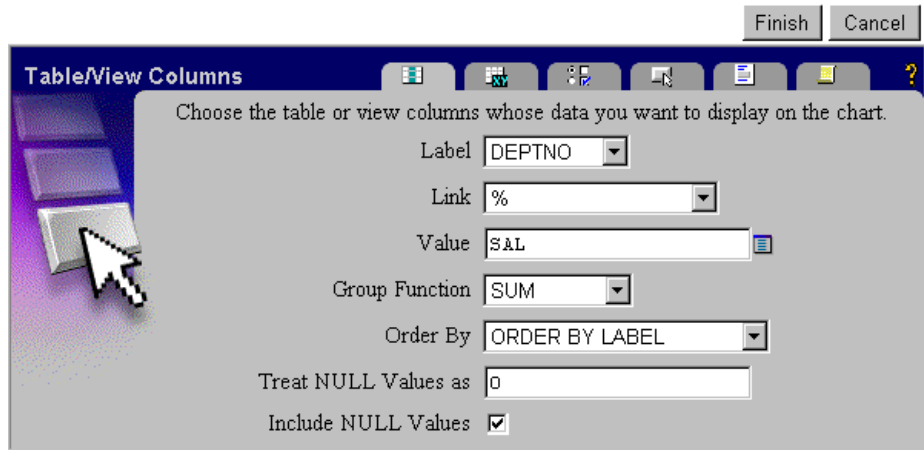 Finish Cancel
Table/View Columns XY ?
Choose the table or view columns whose data you want to display on the chart.
Label DEPTNO
Link %
Value SAL
Group Function SUM
Order By ORDER BY LABEL
Treat NULL Values as 0
Include NULL Values